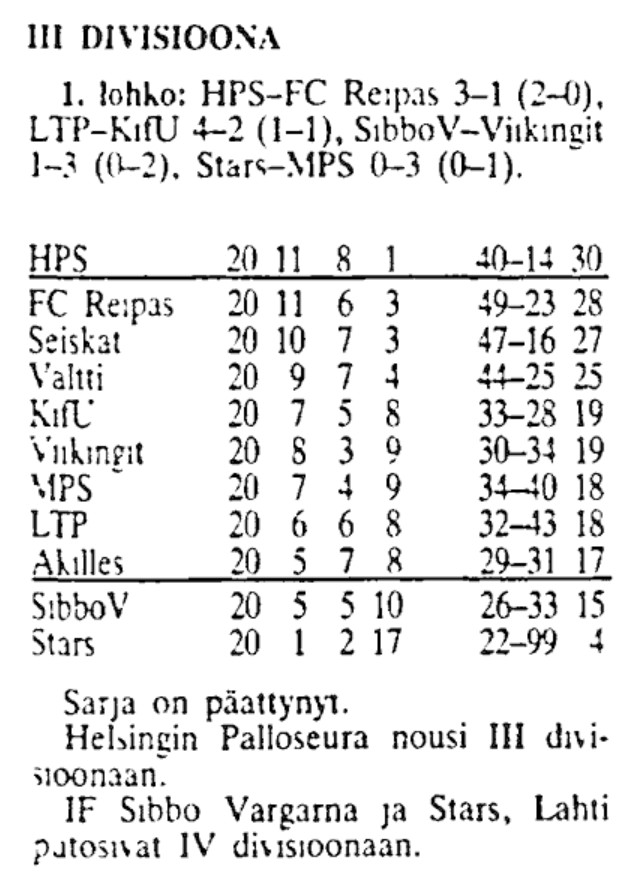 III DIVISIOONA
1. lohko: HPS–FC Reipas 3–1 (2–0),
LTP–KifU 4–2 (1–1), SibboV–Viikingit
1–3 (0–2), Stars–MPS 0–3 (0–1).
HPS 20 11 8 1 40–14 30
FC Reipas 20 11 6 3 49–23 28
Seiskat 20 10 7 3 47–16 27
Valtti 20 9 7 4 44–25 25
KifU 20 7 5 8 33–28 19
Viikingit 20 8 3 9 30–34 19
MPS 20 7 4 9 34–40 18
LTP 20 6 6 8 32–43 18
Akilles 20 5 7 8 29–31 17
SibboV 20 5 5 10 26–33 15
Stars 20 1 2 17 22–99 4
Sarja on päättynyt.
Helsingin Palloseura nousi III divi-
sioonaan.
IF Sibbo Vargarna ja Stars, Lahti
putosivat IV divisioonaan.